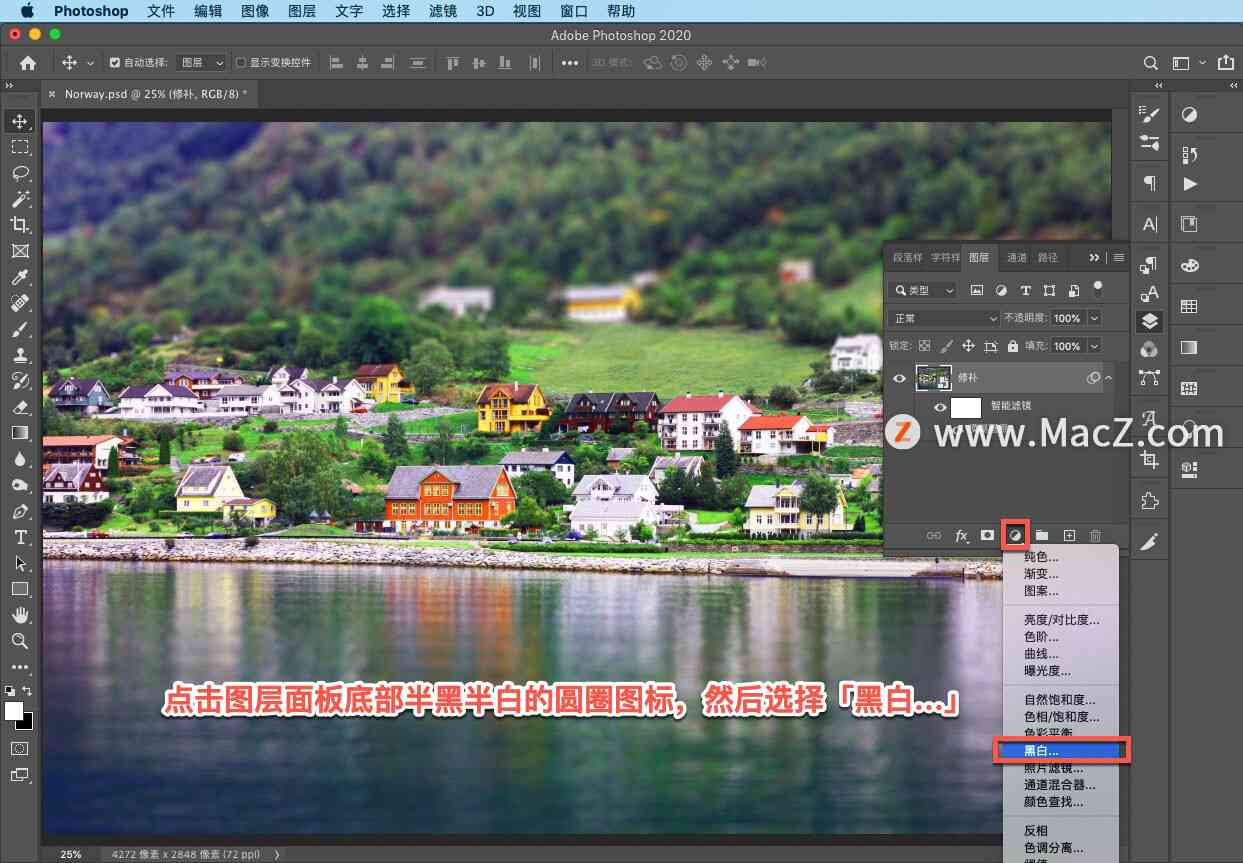 Photoshop 文件 编辑 图像 图层 文字 选择 滤镜 3D 视图 窗口 帮助
Adobe Photoshop 2020
自动选择: 图层 显示变换控件 3D 模式:
Norway.psd @ 25% (修补, RGB/8) *
段落样 字符样 图层 通道 路径
类型
正常 不透明度: 100%
锁定: 填充: 100%
修补
智能滤镜
www.MacZ.com
纯色...
渐变...
图案...
亮度/对比度...
色阶...
曲线...
曝光度...
自然饱和度...
色相/饱和度...
色彩平衡
黑白...
照片滤镜...
通道混合器...
颜色查找...
反相
色调分离...
点击图层面板底部半黑半白的圆圈图标，然后选择「黑白...」
25% 4272 像素 x 2848 像素 (72 ppi)